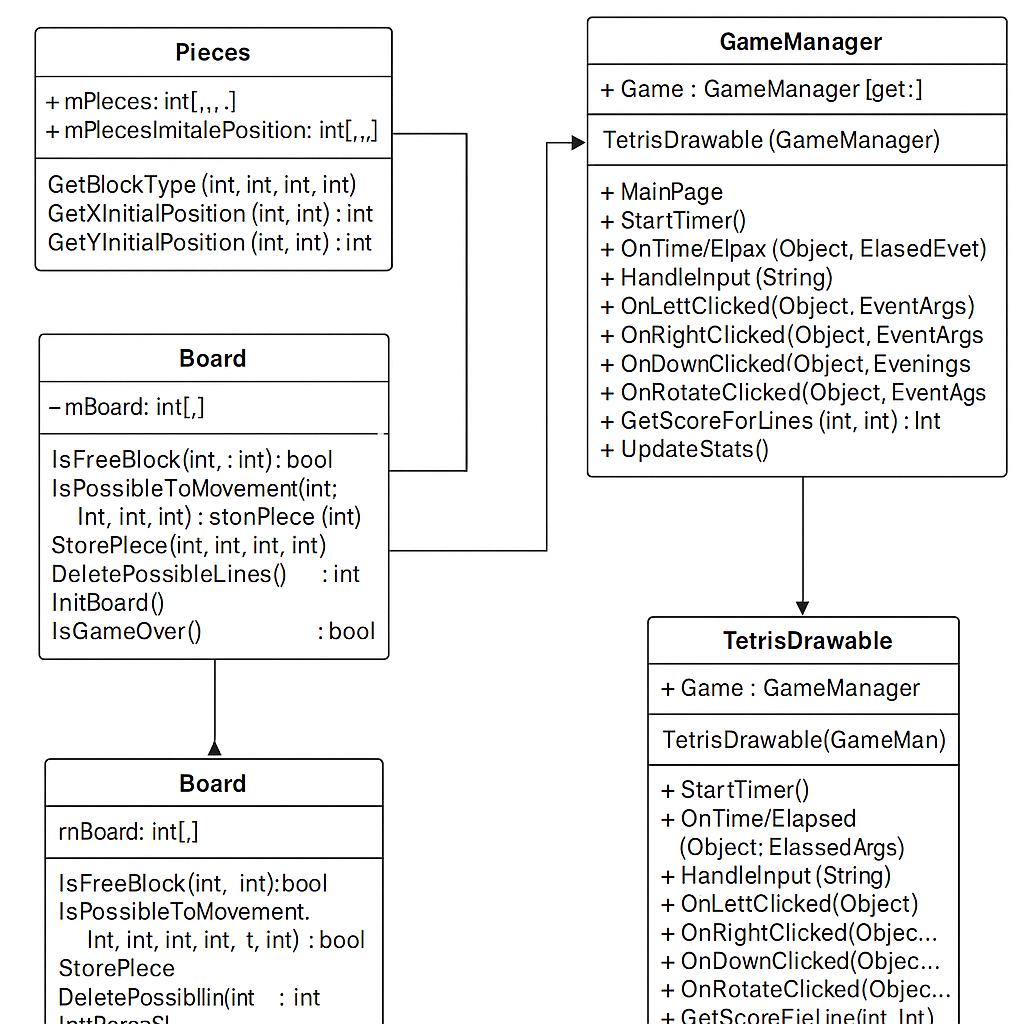 Pieces
+ mPleces: int[,,, .]
+ mPlecesImitalePosition: int[,,,]
GetBlockType (int, int, int, int)
GetXInitialPosition (int, int) : int
GetYInitialPosition (int, int) : int
Board
– mBoard: int[,]
IsFreeBlock(int, : int) : bool
IsPossibleToMovement(int;
Int, int, int) : stonPlece (int)
StorePlece(int, int, int, int)
DeletePossibleLines() : int
InitBoard()
IsGameOver() : bool
Board
rnBoard: int[,]
IsFreeBlock(int, int):bool
IsPossibleToMovement.
Int, int, int, int, t, int) : bool
StorePlece
DeletePossibllin(int : int
GameManager
+ Game : GameManager [get:]
TetrisDrawable (GameManager)
+ MainPage
+ StartTimer()
+ OnTime/Elpax (Object, ElasedEvet)
+ HandleInput (String)
+ OnLettClicked(Object, EventArgs)
+ OnRightClicked(Object, EventArgs
+ OnDownClicked(Object, Evenings
+ OnRotateClicked(Object, EventAgs
+ GetScoreForLines (int, int) : Int
+ UpdateStats()
TetrisDrawable
+ Game : GameManager
TetrisDrawable(GameMan)
+ StartTimer()
+ OnTime/Elapsed
(Object: ElassedArgs)
+ HandleInput (String)
+ OnLettClicked(Object)
+ OnRightClicked(Objec...
+ OnDownClicked(Objec...
+ OnRotateClicked(Objec...
+ GetScoreFieLine(int, Int)